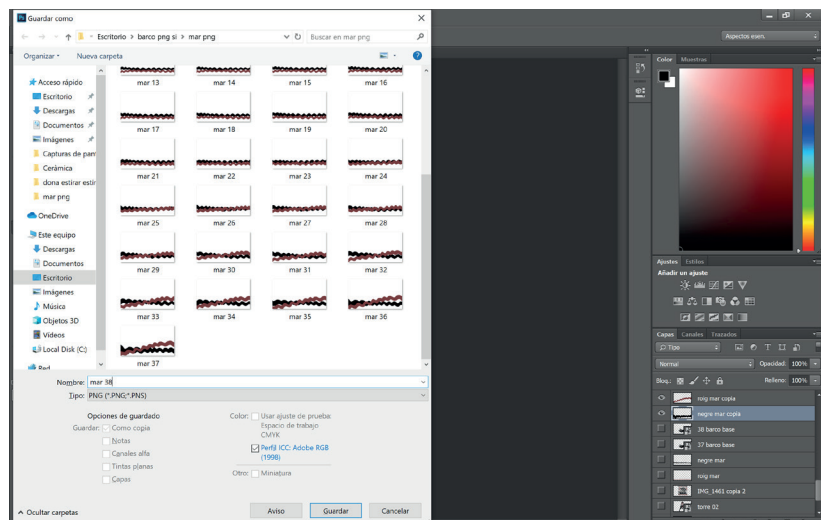 Guardar como
Escritorio > barco png si > mar png
Buscar en mar png
Organizar
Nueva carpeta
Acceso rápido
Escritorio
Descargas
Documentos
Imágenes
Capturas de pant
Cerámica
dona estirar estir
mar png
OneDrive
Este equipo
Descargas
Documentos
Escritorio
Imágenes
Música
Objetos 3D
Vídeos
Local Disk (C:)
Red
mar 13 mar 14 mar 15 mar 16
mar 17 mar 18 mar 19 mar 20
mar 21 mar 22 mar 23 mar 24
mar 25 mar 26 mar 27 mar 28
mar 29 mar 30 mar 31 mar 32
mar 33 mar 34 mar 35 mar 36
mar 37
Nombre: mar 38
Tipo: PNG (*.PNG;*.PNS)
Opciones de guardado
Guardar: Como copia
Notas
Canales alfa
Tintas planas
Capas
Color: Usar ajuste de prueba:
Espacio de trabajo
CMYK
Perfil ICC: Adobe RGB
(1998)
Otro: Miniatura
Ocultar carpetas
Aviso Guardar Cancelar
Aspectos esen.
Color Muestras
Ajustes Estilos
Añadir un ajuste
Capas Canales Trazados
Tipo
Normal Opacidad: 100%
Bloq.: Relleno: 100%
roig mar copia
negre mar copia
38 barco base
37 barco base
negre mar
roig mar
IMG_1461 copia 2
torre 02